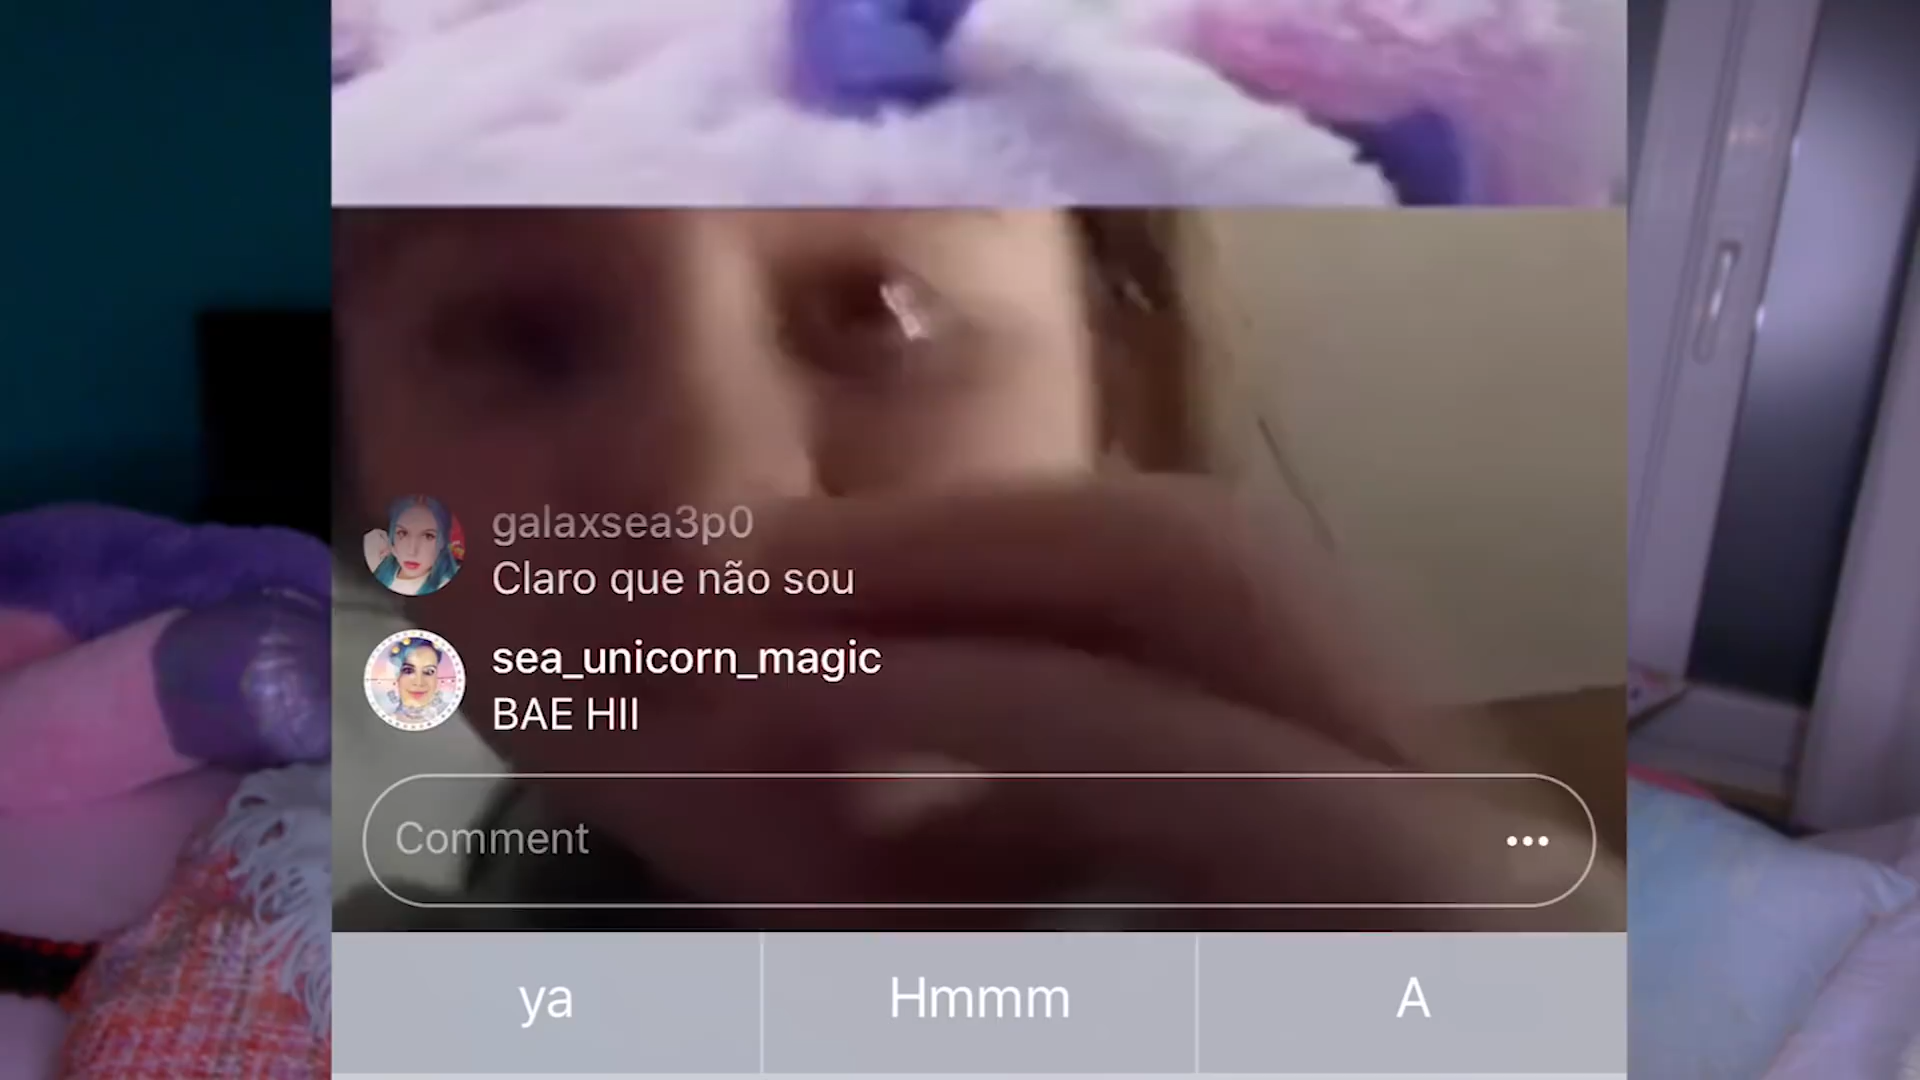 galaxsea3p0
Claro que não sou
sea_unicorn_magic
BAE HII
Comment
ya Hmmm A